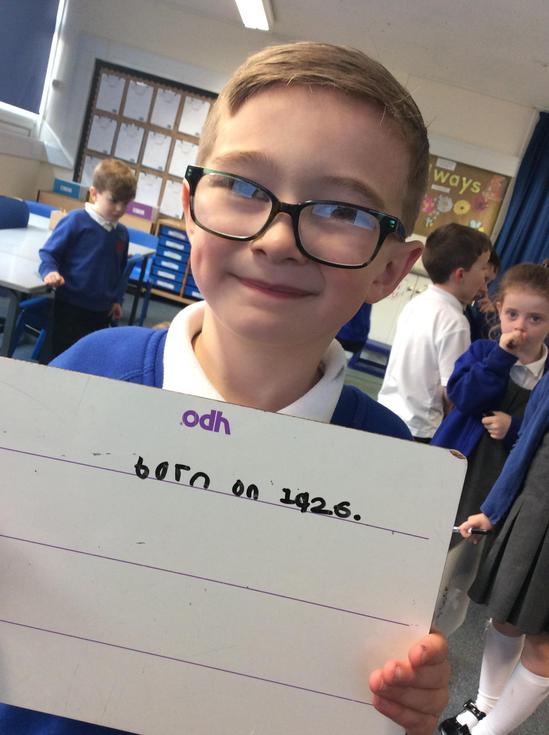 ways
.odh
born on 1926.